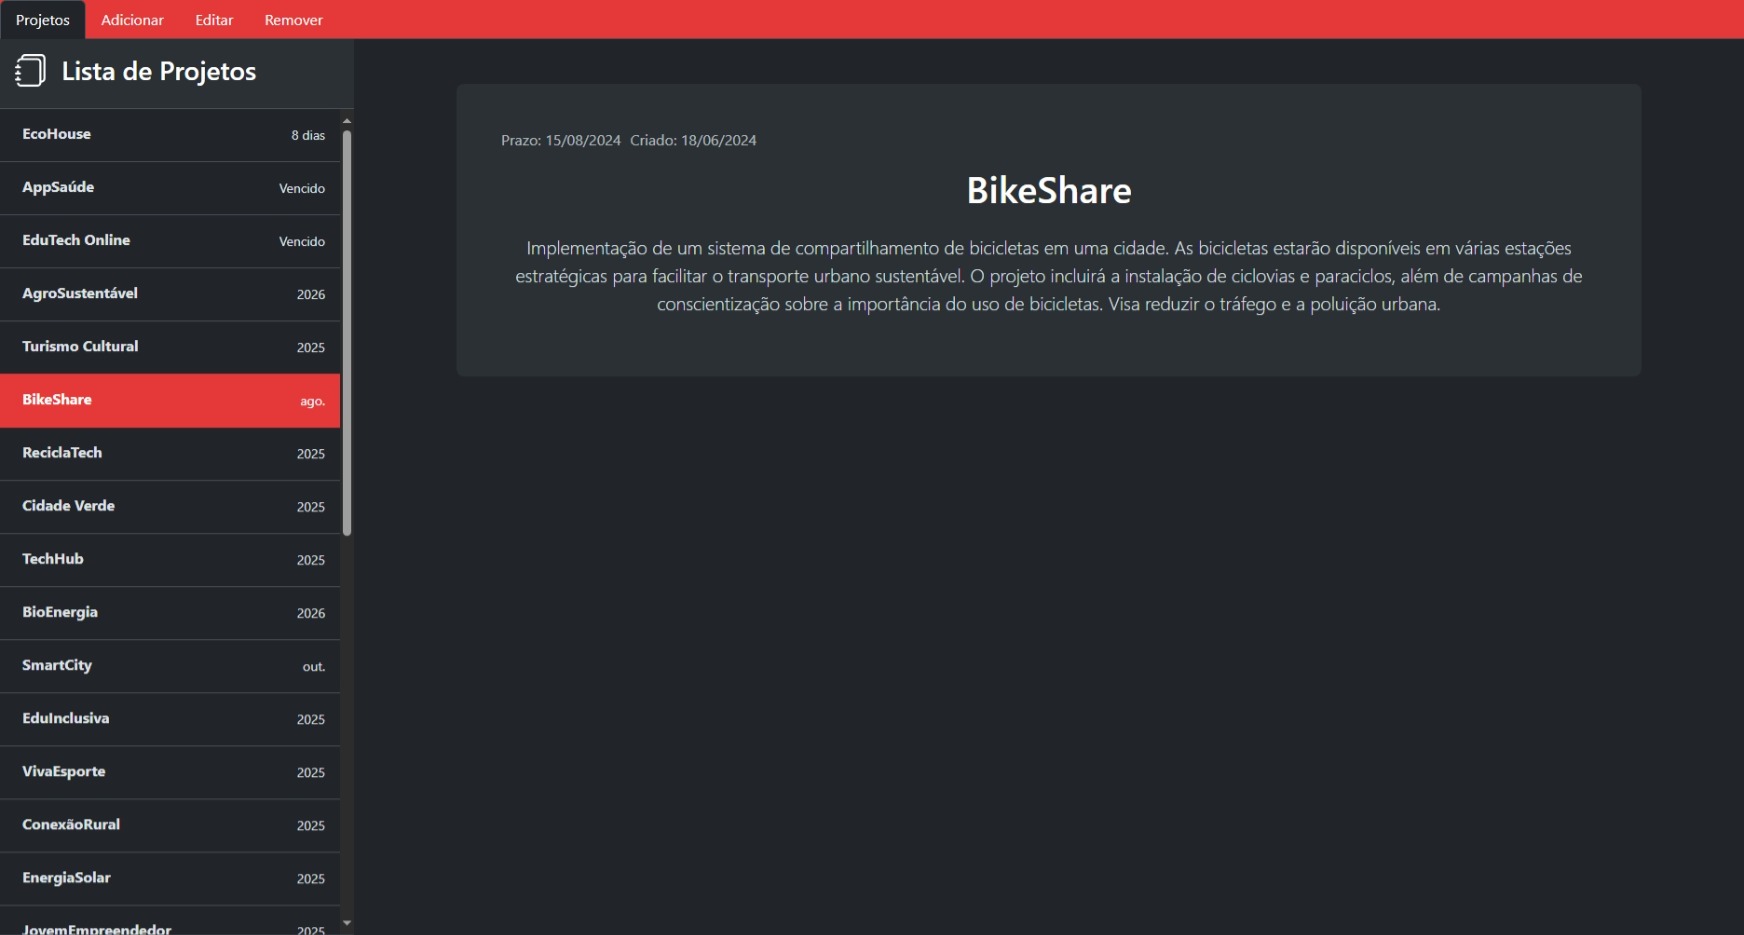 Projetos Adicionar Editar Remover
Lista de Projetos
EcoHouse 8 dias
AppSaúde Vencido
EduTech Online Vencido
AgroSustentável 2026
Turismo Cultural 2025
BikeShare ago.
ReciclaTech 2025
Cidade Verde 2025
TechHub 2025
BioEnergia 2026
SmartCity out.
EduInclusiva 2025
VivaEsporte 2025
ConexãoRural 2025
EnergiaSolar 2025
JovemEmpreendedor 2025
Prazo: 15/08/2024 Criado: 18/06/2024
BikeShare
Implementação de um sistema de compartilhamento de bicicletas em uma cidade. As bicicletas estarão disponíveis em várias estações
estratégicas para facilitar o transporte urbano sustentável. O projeto incluirá a instalação de ciclovias e paraciclos, além de campanhas de
conscientização sobre a importância do uso de bicicletas. Visa reduzir o tráfego e a poluição urbana.